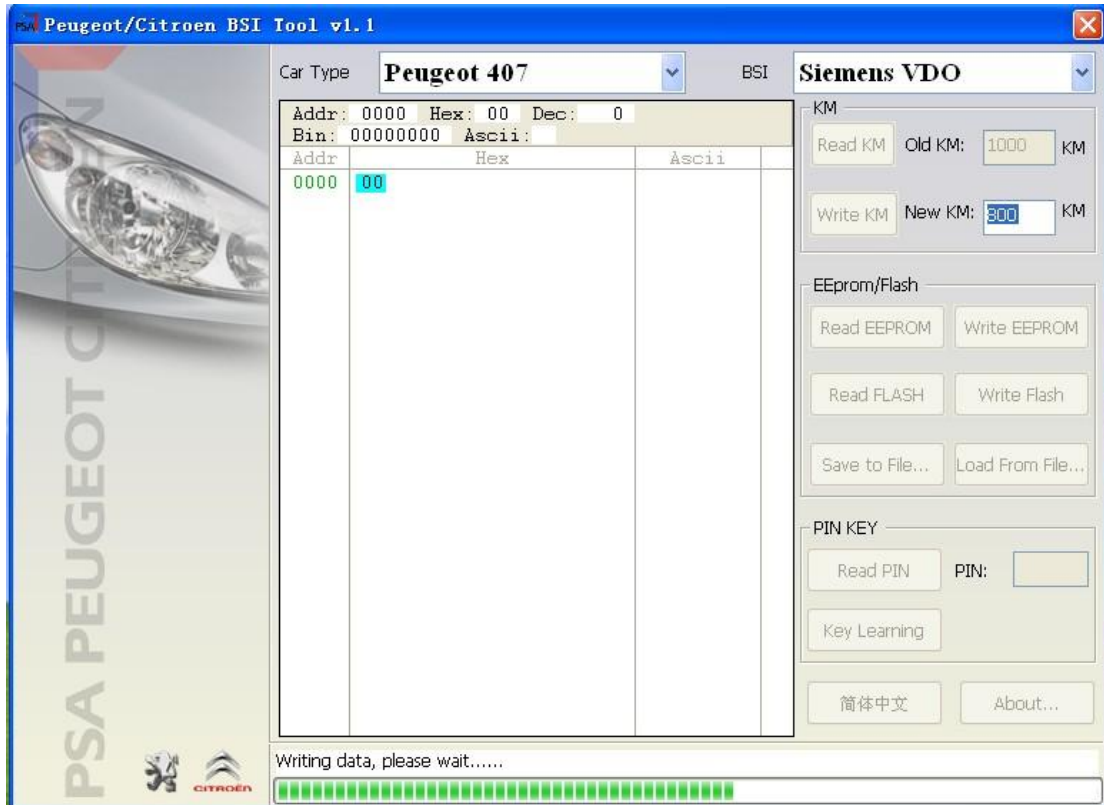 PSA Peugeot/Citroen BSI Tool v1.1
Car Type Peugeot 407 BSI Siemens VDO
Addr: 0000 Hex: 00 Dec: 0
Bin: 00000000 Ascii:
Addr Hex Ascii
0000 00
KM
Read KM Old KM: 1000 KM
Write KM New KM: 800 KM
EEprom/Flash
Read EEPROM Write EEPROM
Read FLASH Write Flash
Save to File... Load From File...
PIN KEY
Read PIN PIN:
Key Learning
简体中文 About...
Writing data, please wait......
PSA PEUGEOT CITROEN
CITROËN